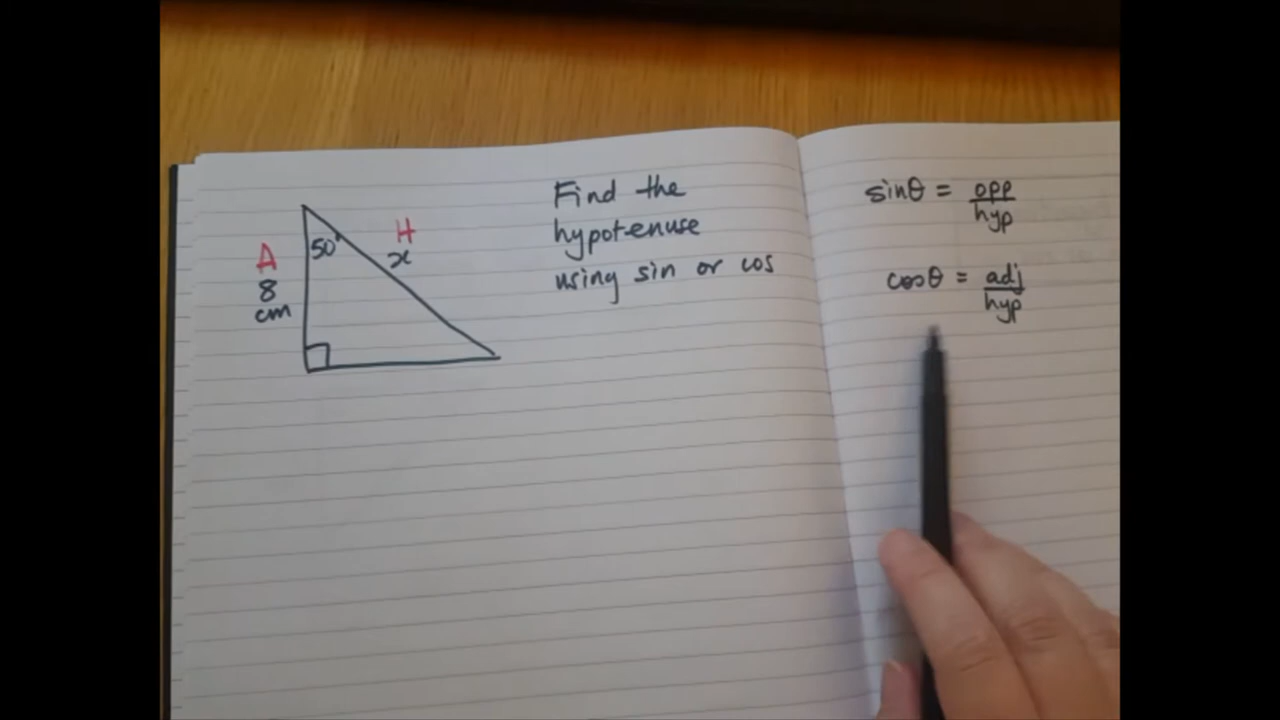 Find the
hypotenuse
using sin or cos
A
8
cm
50°
H
x
sinθ = opp/hyp
cosθ = adj/hyp